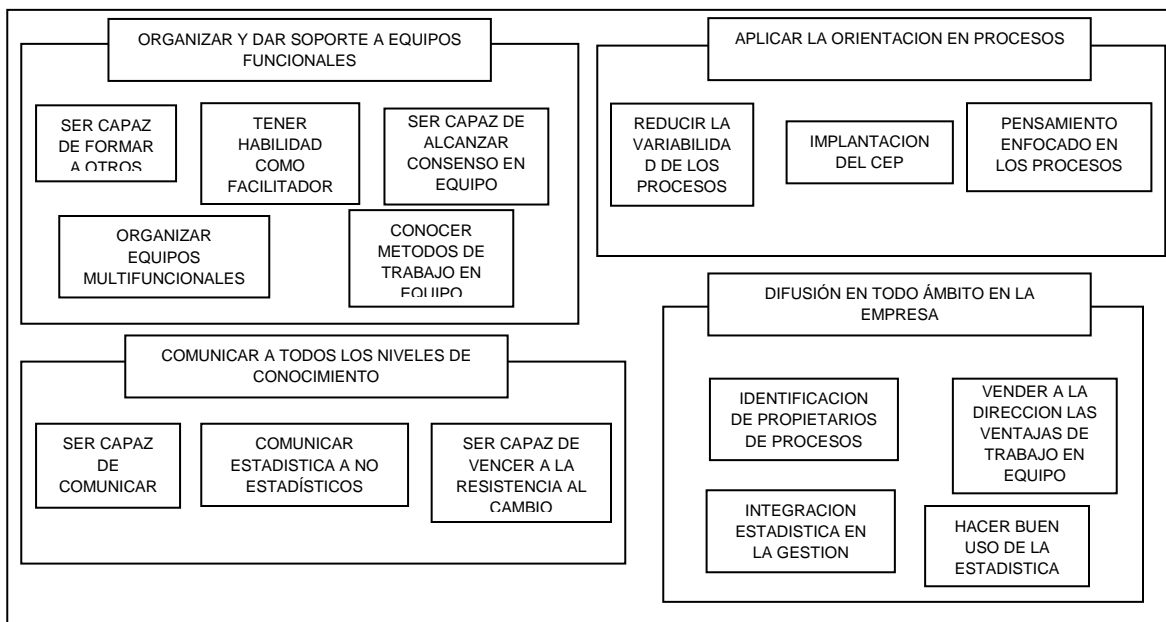 ORGANIZAR Y DAR SOPORTE A EQUIPOS
FUNCIONALES
SER CAPAZ
DE FORMAR
A OTROS
TENER
HABILIDAD
COMO
FACILITADOR
SER CAPAZ DE
ALCANZAR
CONSENSO EN
EQUIPO
ORGANIZAR
EQUIPOS
MULTIFUNCIONALES
CONOCER
METODOS DE
TRABAJO EN
EQUIPO
APLICAR LA ORIENTACION EN PROCESOS
REDUCIR LA
VARIABILIDA
D DE LOS
PROCESOS
IMPLANTACION
DEL CEP
PENSAMIENTO
ENFOCADO EN
LOS PROCESOS
COMUNICAR A TODOS LOS NIVELES DE
CONOCIMIENTO
SER CAPAZ
DE
COMUNICAR
COMUNICAR
ESTADISTICA A NO
ESTADÍSTICOS
SER CAPAZ DE
VENCER A LA
RESISTENCIA AL
CAMBIO
DIFUSIÓN EN TODO ÁMBITO EN LA
EMPRESA
IDENTIFICACION
DE PROPIETARIOS
DE PROCESOS
VENDER A LA
DIRECCION LAS
VENTAJAS DE
TRABAJO EN
EQUIPO
INTEGRACION
ESTADISTICA EN
LA GESTION
HACER BUEN
USO DE LA
ESTADISTICA